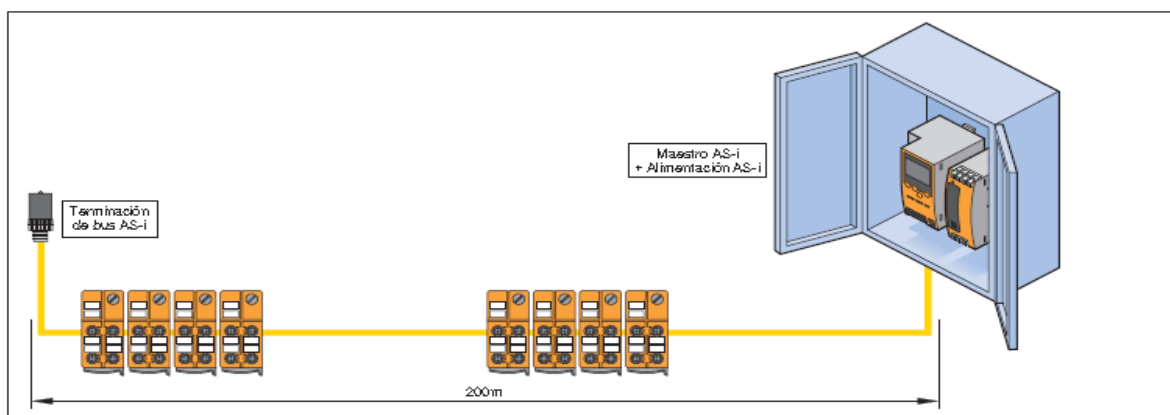 Maestro AS-i
+ Alimentación AS-i
Terminación
de bus AS-i
200m